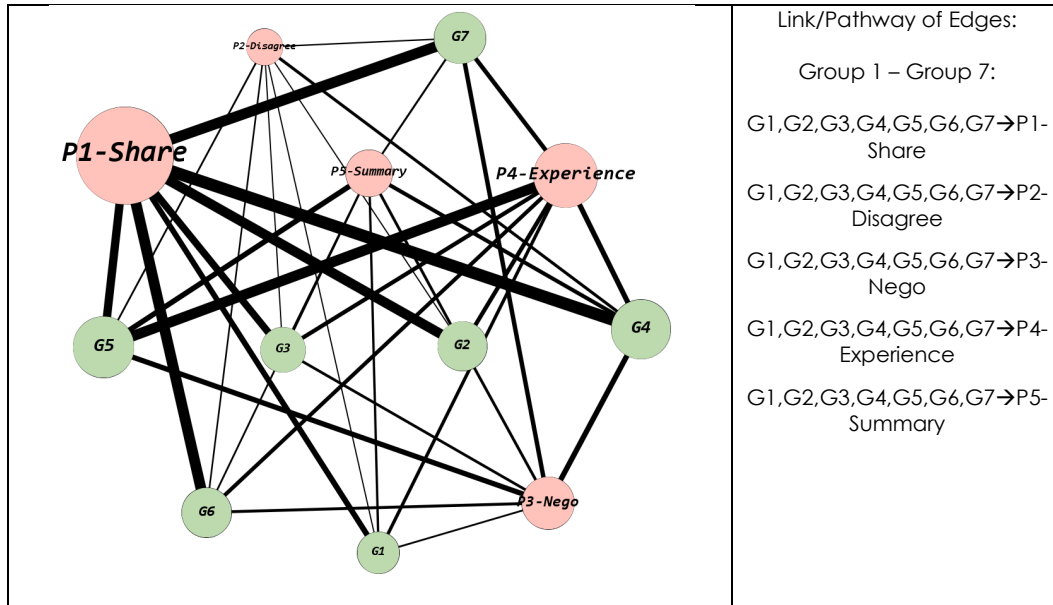 P2-Disagree
G7
P1-Share
P5-Summary
P4-Experience
G5
G3
G2
G4
G6
P3-Nego
G1
Link/Pathway of Edges:
Group 1 – Group 7:
G1,G2,G3,G4,G5,G6,G7→P1-
Share
G1,G2,G3,G4,G5,G6,G7→P2-
Disagree
G1,G2,G3,G4,G5,G6,G7→P3-
Nego
G1,G2,G3,G4,G5,G6,G7→P4-
Experience
G1,G2,G3,G4,G5,G6,G7→P5-
Summary